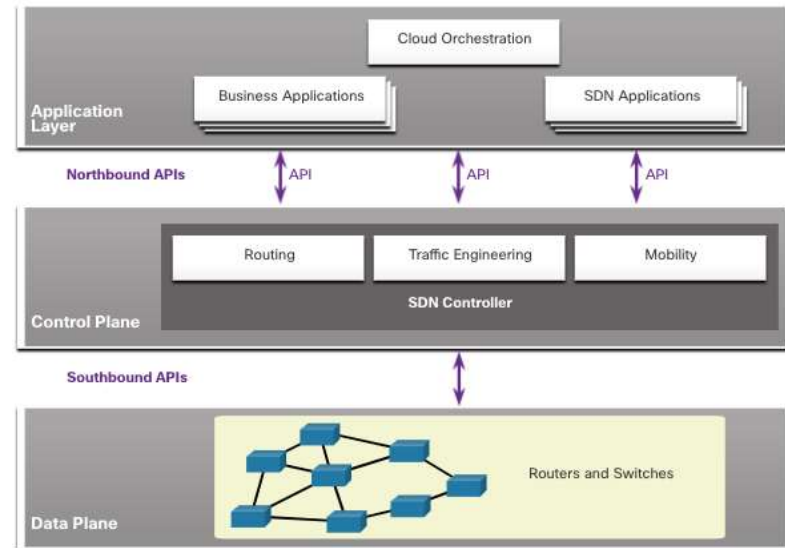 Cloud Orchestration
Business Applications
SDN Applications
Application
Layer
Northbound APIs
API
API
API
Routing
Traffic Engineering
Mobility
SDN Controller
Control Plane
Southbound APIs
Routers and Switches
Data Plane